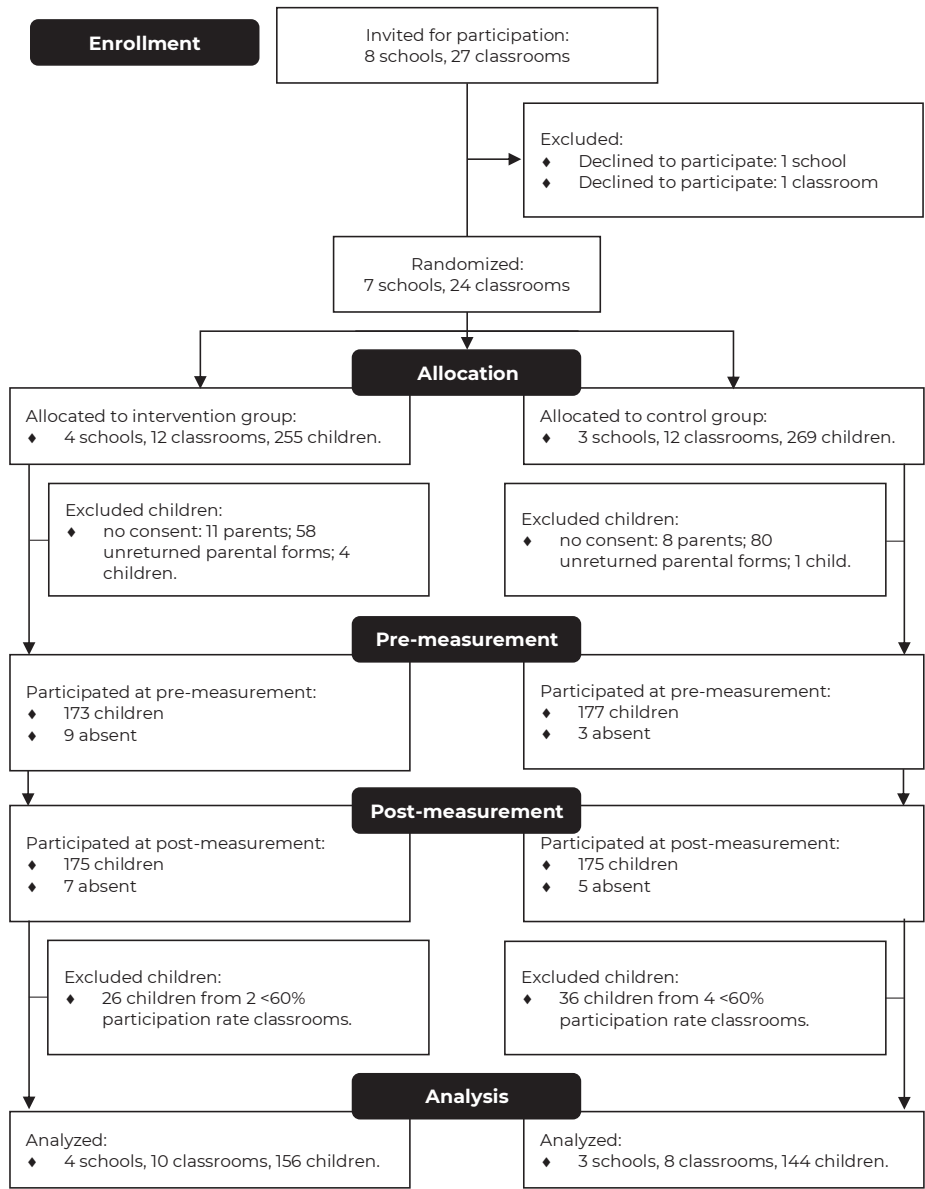 Enrollment
Invited for participation:
8 schools, 27 classrooms
Excluded:
♦ Declined to participate: 1 school
♦ Declined to participate: 1 classroom
Randomized:
7 schools, 24 classrooms
Allocation
Allocated to intervention group:
♦ 4 schools, 12 classrooms, 255 children.
Allocated to control group:
♦ 3 schools, 12 classrooms, 269 children.
Excluded children:
♦ no consent: 11 parents; 58
unreturned parental forms; 4
children.
Excluded children:
♦ no consent: 8 parents; 80
unreturned parental forms; 1 child.
Pre-measurement
Participated at pre-measurement:
♦ 173 children
♦ 9 absent
Participated at pre-measurement:
♦ 177 children
♦ 3 absent
Post-measurement
Participated at post-measurement:
♦ 175 children
♦ 7 absent
Participated at post-measurement:
♦ 175 children
♦ 5 absent
Excluded children:
♦ 26 children from 2 <60%
participation rate classrooms.
Excluded children:
♦ 36 children from 4 <60%
participation rate classrooms.
Analysis
Analyzed:
♦ 4 schools, 10 classrooms, 156 children.
Analyzed:
♦ 3 schools, 8 classrooms, 144 children.